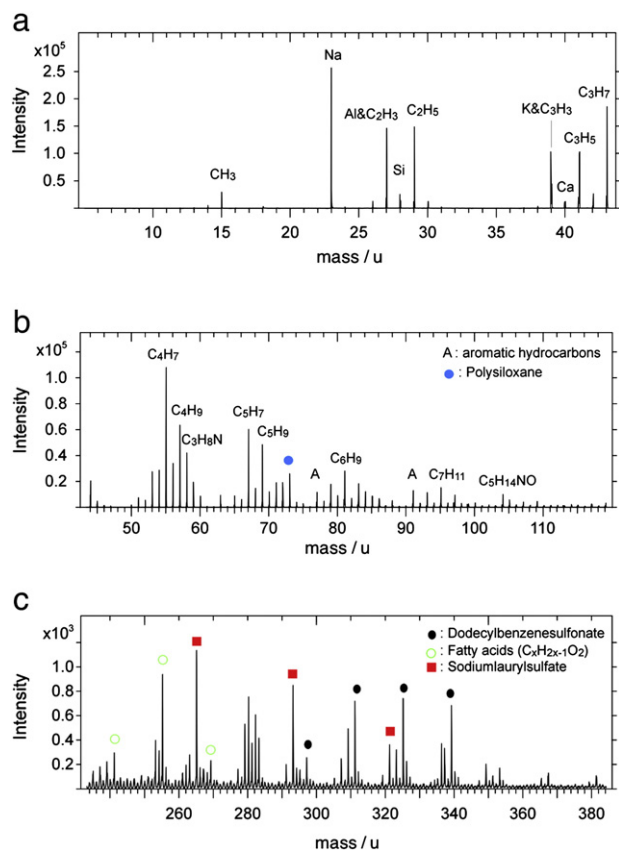 a
x10⁵
Intensity
2.5
2.0
1.5
1.0
0.5
CH₃
Na
Al&C₂H₃
Si
C₂H₅
K&C₃H₃
Ca
C₃H₅
C₃H₇
10 15 20 25 30 35 40
mass / u
b
x10⁵
Intensity
1.0
0.8
0.6
0.4
0.2
A : aromatic hydrocarbons
: Polysiloxane
C₄H₇
C₄H₉
C₃H₈N
C₅H₇
C₅H₉
A
C₆H₉
A
C₇H₁₁
C₅H₁₄NO
50 60 70 80 90 100 110
mass / u
c
x10³
Intensity
1.0
0.8
0.6
0.4
0.2
: Dodecylbenzenesulfonate
: Fatty acids (CₓH₂ₓ₋₁O₂)
: Sodiumlaurylsulfate
260 280 300 320 340 360 380
mass / u